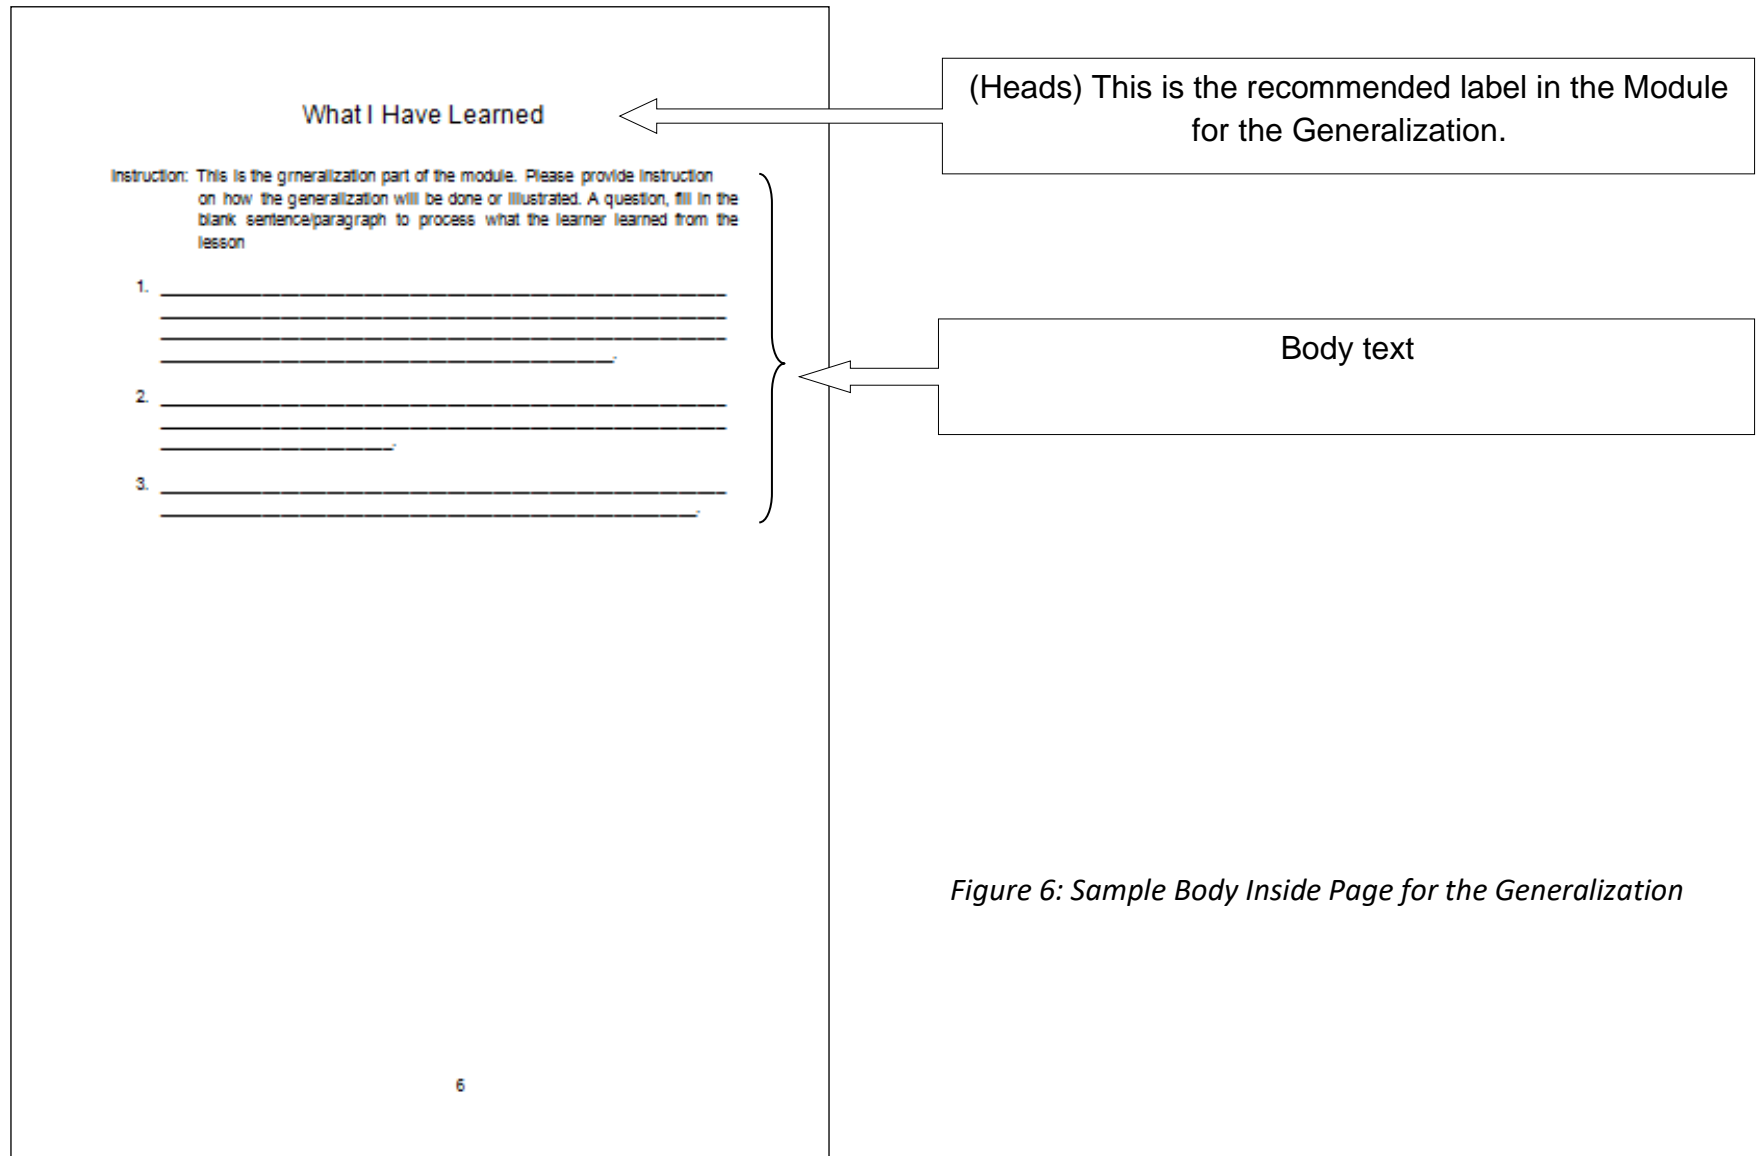 What I Have Learned
Instruction: This is the grneralization part of the module. Please provide instruction
on how the generalization will be done or illustrated. A question, fill in the
blank sentence/paragraph to process what the learner learned from the
lesson
1.
2.
3.
6
(Heads) This is the recommended label in the Module
for the Generalization.
Body text
Figure 6: Sample Body Inside Page for the Generalization